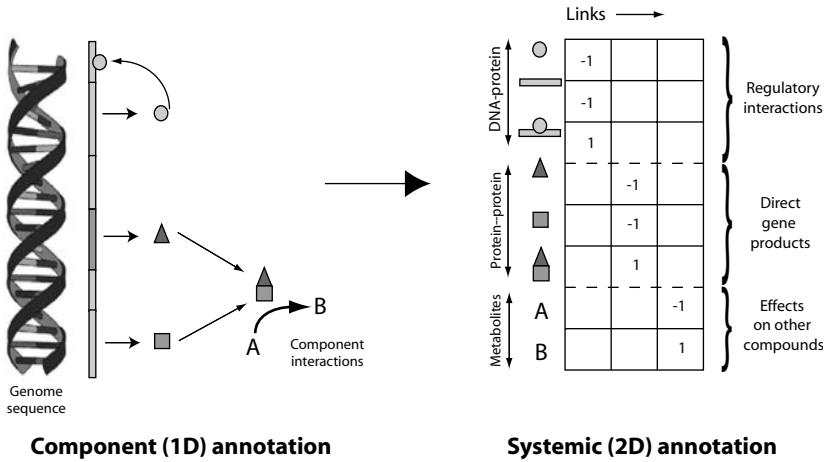 Links
DNA-protein
-1
-1
1
Regulatory
interactions
Protein–protein
-1
-1
1
Direct
gene
products
Metabolites
A
-1
B
1
Effects
on other
compounds
B
A
Component
interactions
Genome
sequence
Component (1D) annotation
Systemic (2D) annotation